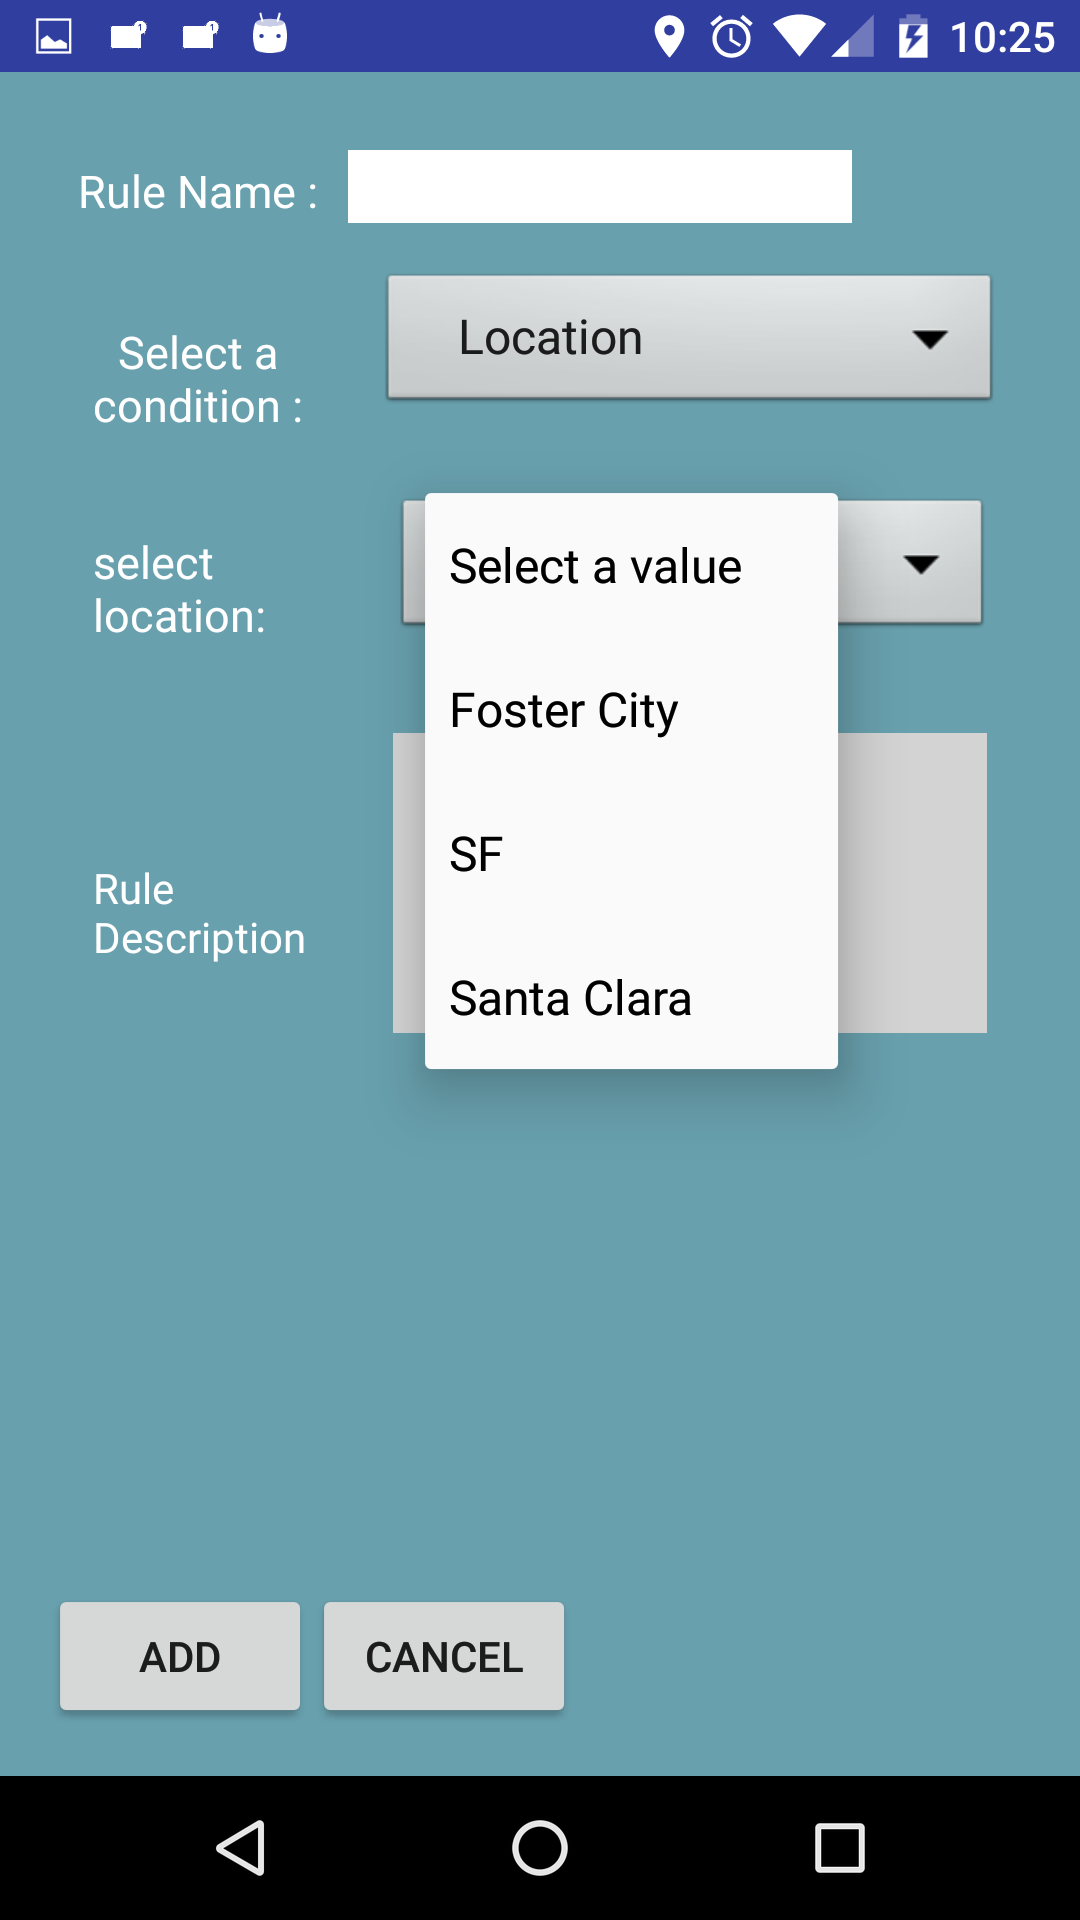 10:25
Rule Name :
Location
Select a
condition :
select
location:
Select a value
Foster City
SF
Santa Clara
Rule
Description
ADD
CANCEL